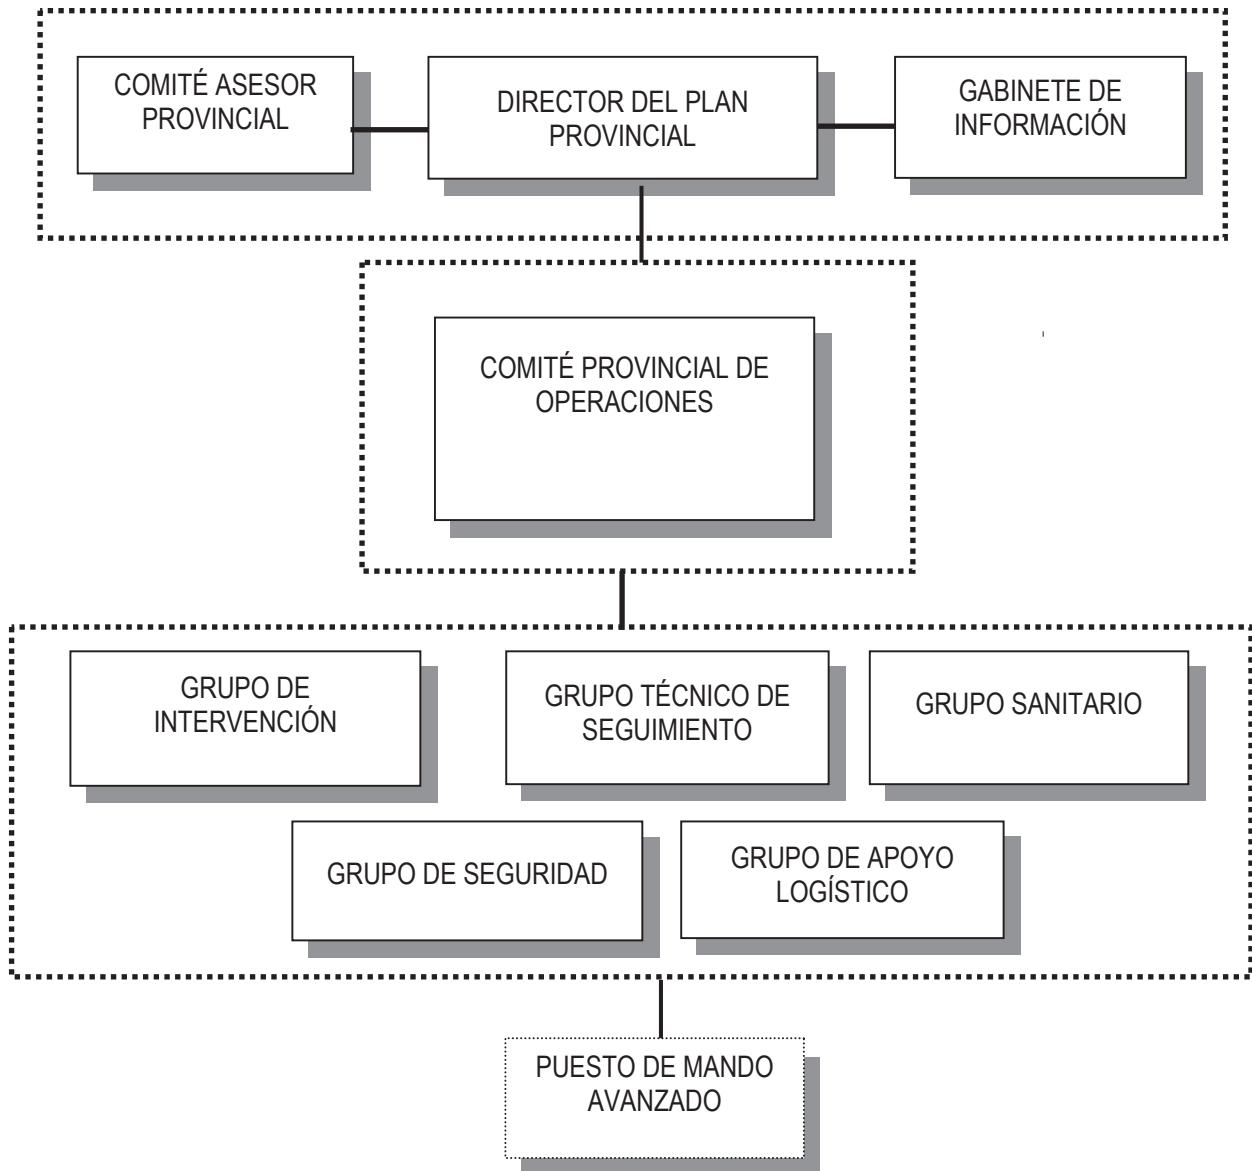 COMITÉ ASESOR
PROVINCIAL
DIRECTOR DEL PLAN
PROVINCIAL
GABINETE DE
INFORMACIÓN
COMITÉ PROVINCIAL DE
OPERACIONES
GRUPO DE
INTERVENCIÓN
GRUPO TÉCNICO DE
SEGUIMIENTO
GRUPO SANITARIO
GRUPO DE SEGURIDAD
GRUPO DE APOYO
LOGÍSTICO
PUESTO DE MANDO
AVANZADO